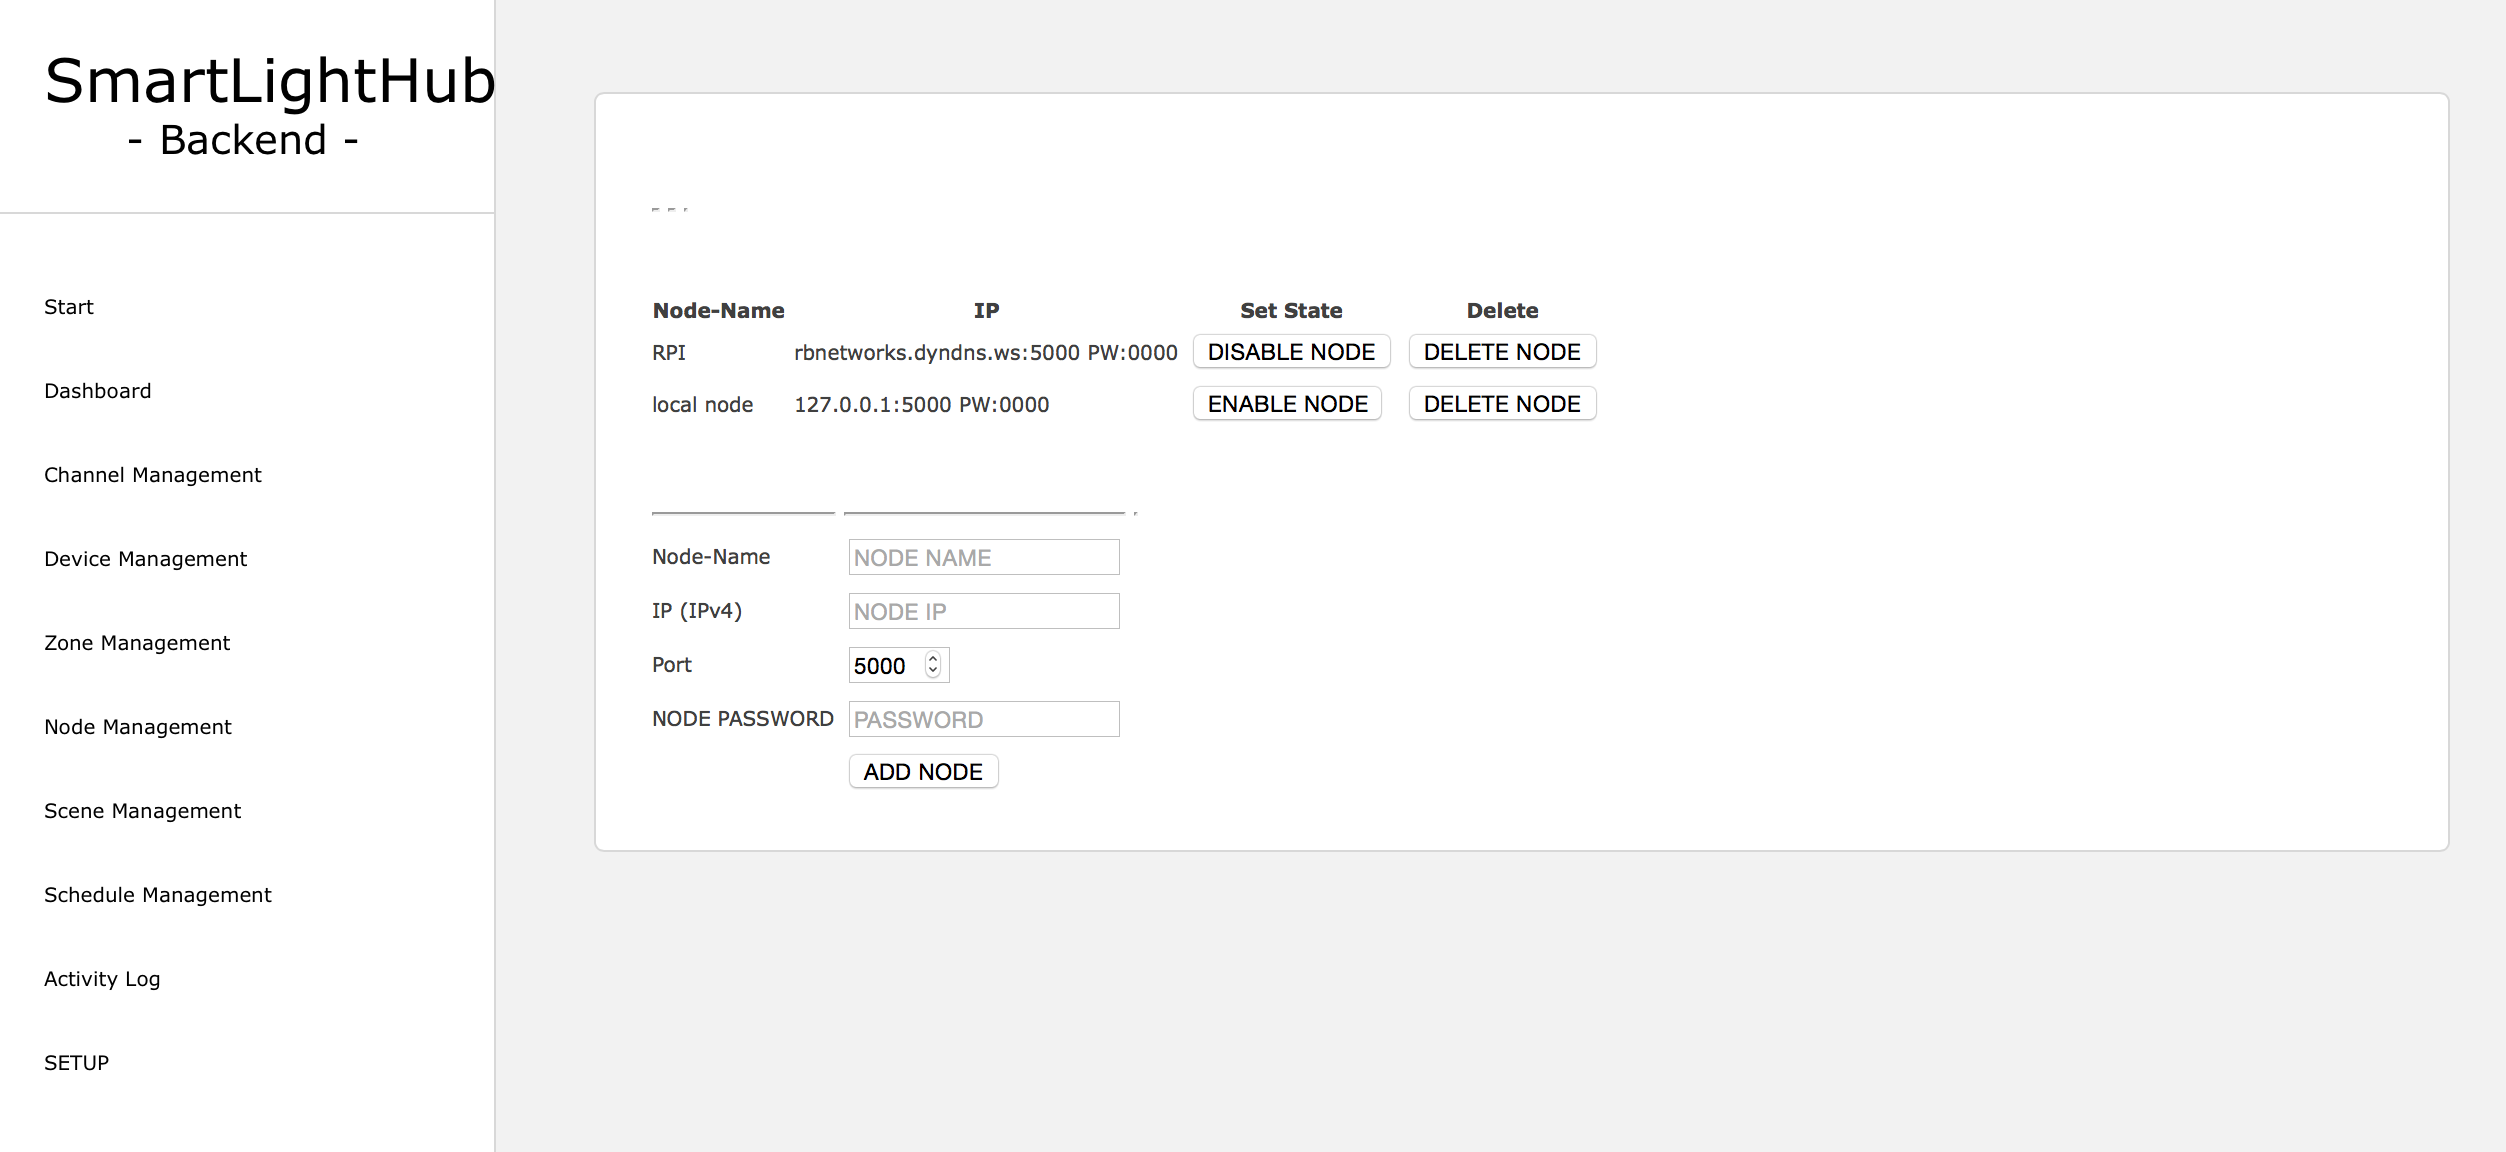 SmartLightHub
- Backend -
Start
Dashboard
Channel Management
Device Management
Zone Management
Node Management
Scene Management
Schedule Management
Activity Log
SETUP
Node-Name IP Set State Delete
RPI rbnetworks.dyndns.ws:5000 PW:0000 DISABLE NODE DELETE NODE
local node 127.0.0.1:5000 PW:0000 ENABLE NODE DELETE NODE
Node-Name NODE NAME
IP (IPv4) NODE IP
Port 5000
NODE PASSWORD PASSWORD
ADD NODE